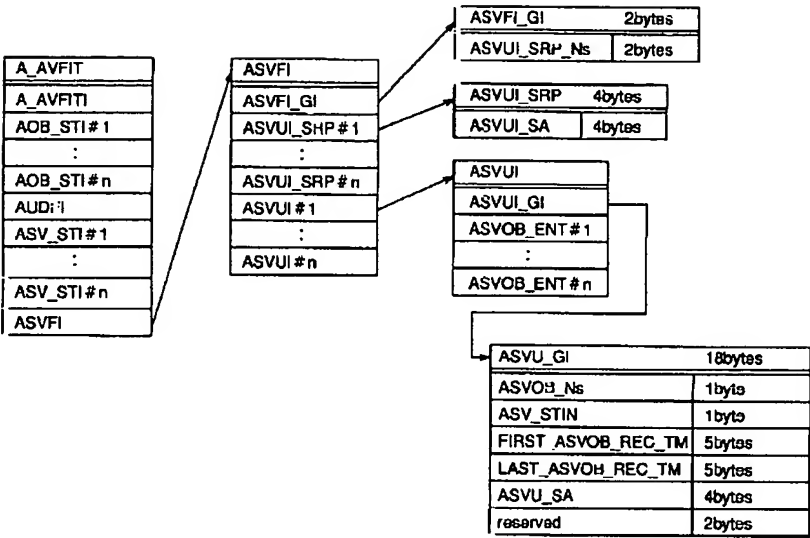 A_AVFIT
A_AVFITI
AOB_STI#1
:
AOB_STI#n
ASV_STI#1
:
ASV_STI#n
ASVFI
ASVFI
ASVFI_GI
ASVUI_SRP#1
:
ASVUI_SRP#n
ASVUI#1
:
ASVUI#n
ASVFI_GI 2bytes
ASVUI_SRP_Ns 2bytes
ASVUI_SRP 4bytes
ASVUI_SA 4bytes
ASVUI
ASVUI_GI
ASVOB_ENT#1
:
ASVOB_ENT#n
ASVU_GI 18bytes
ASVOB_Ns 1byte
ASV_STIN 1byte
FIRST_ASVOB_REC_TM 5bytes
LAST_ASVOB_REC_TM 5bytes
ASVU_SA 4bytes
reserved 2bytes